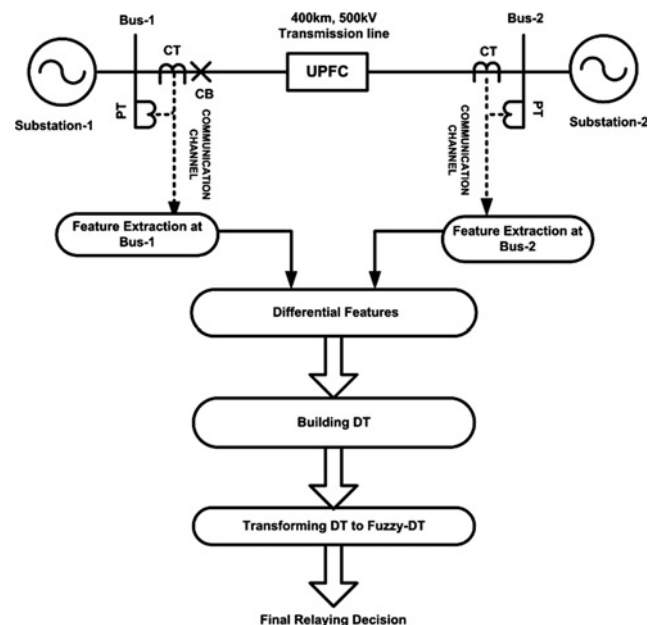 Bus-1
400km, 500kV
Transmission line
Bus-2
CT
CT
UPFC
CB
PT
PT
Substation-1
Substation-2
COMMUNICATION
CHANNEL
COMMUNICATION
CHANNEL
Feature Extraction at
Bus-1
Feature Extraction at
Bus-2
Differential Features
Building DT
Transforming DT to Fuzzy-DT
Final Relaying Decision